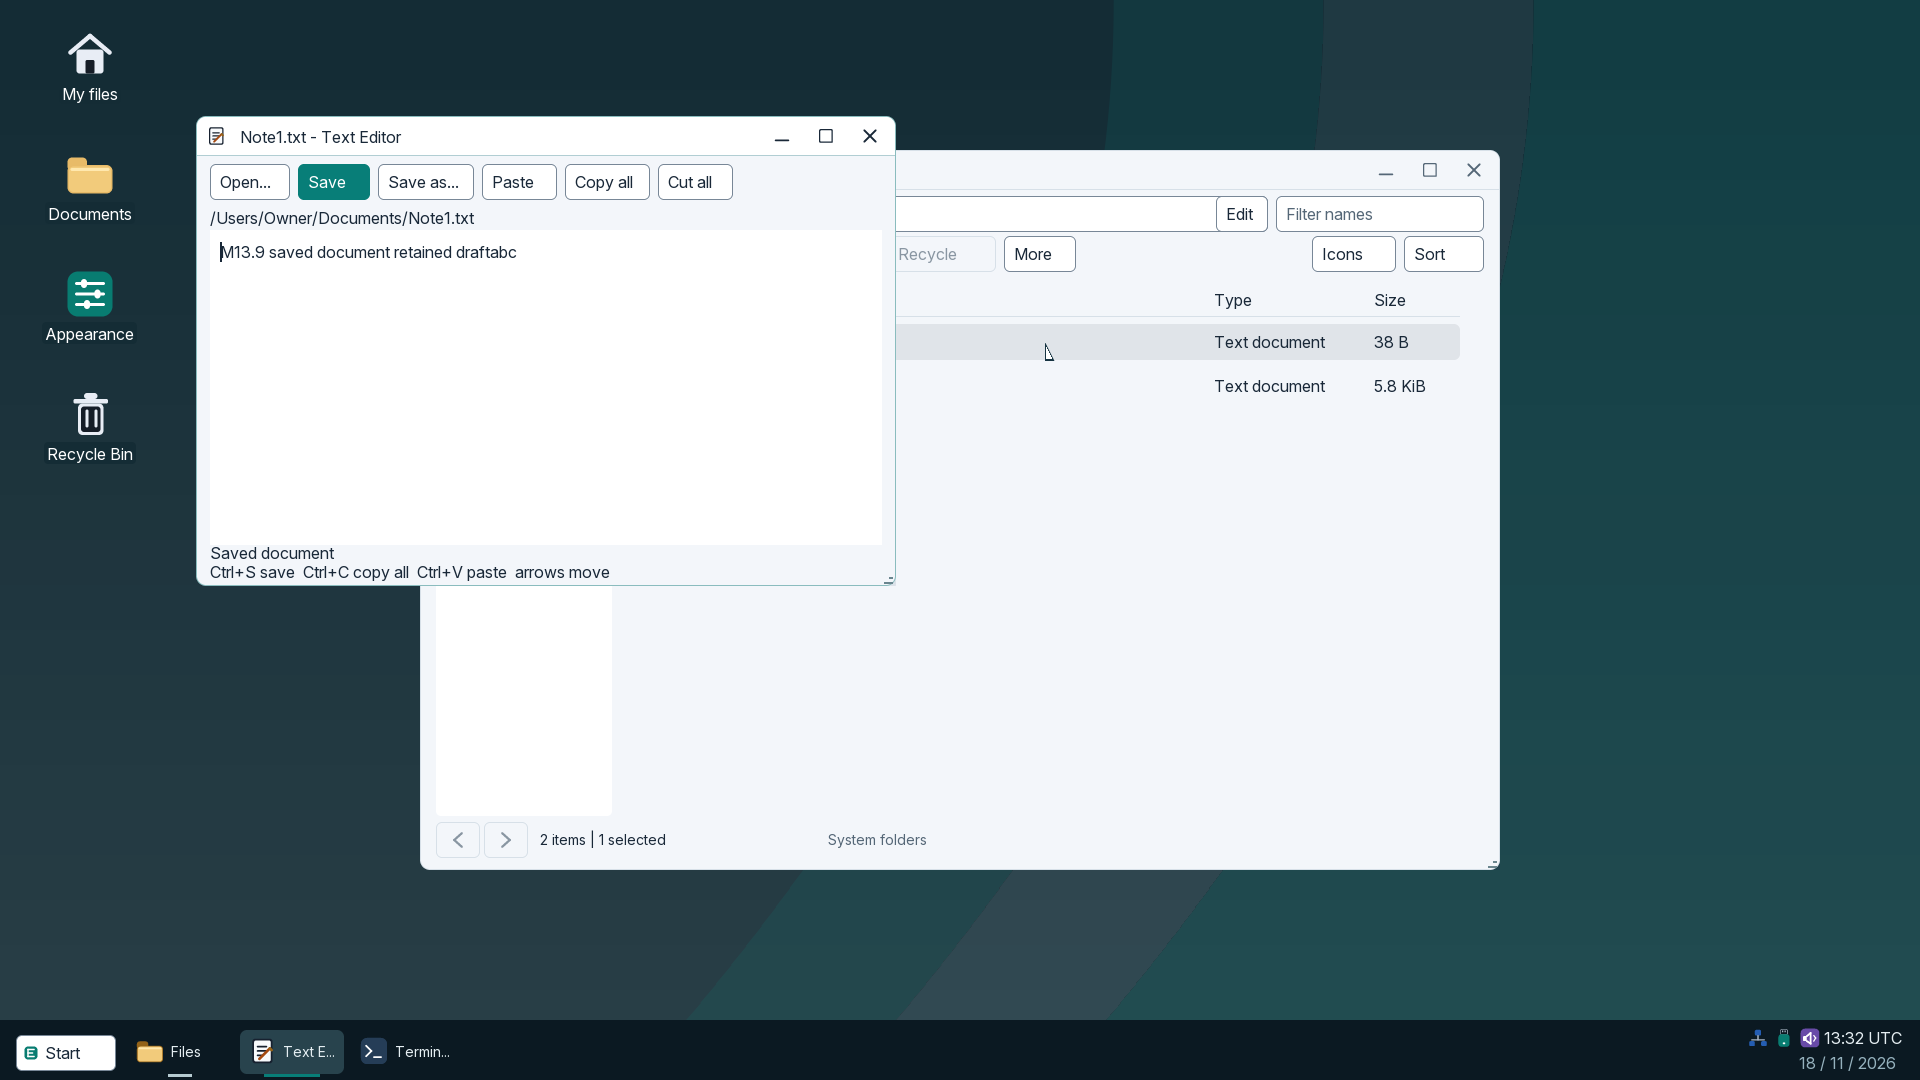 My files
Documents
Appearance
Recycle Bin
Note1.txt - Text Editor
Open... Save Save as... Paste Copy all Cut all
/Users/Owner/Documents/Note1.txt
M13.9 saved document retained draftabc
Saved document
Ctrl+S save Ctrl+C copy all Ctrl+V paste arrows move
Edit Filter names
Recycle More Icons Sort
Type Size
Text document 38 B
Text document 5.8 KiB
2 items | 1 selected System folders
Start Files Text E... Termin... 13:32 UTC
18 / 11 / 2026